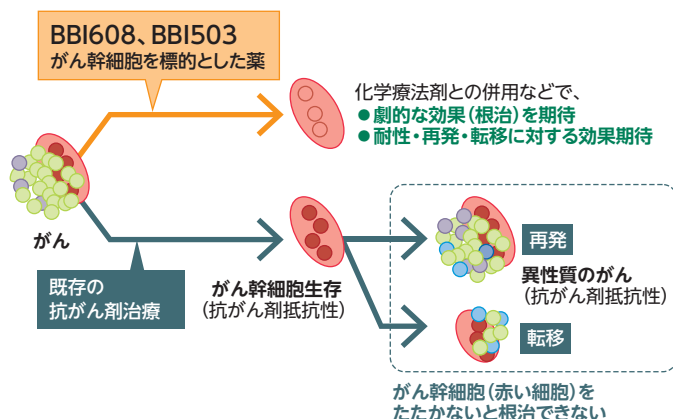 BBI608、BBI503
がん幹細胞を標的とした薬
化学療法剤との併用などで、
●劇的な効果（根治）を期待
●耐性・再発・転移に対する効果期待
がん
既存の
抗がん剤治療
がん幹細胞生存
（抗がん剤抵抗性）
再発
異性質のがん
（抗がん剤抵抗性）
転移
がん幹細胞（赤い細胞）を
たたかないと根治できない